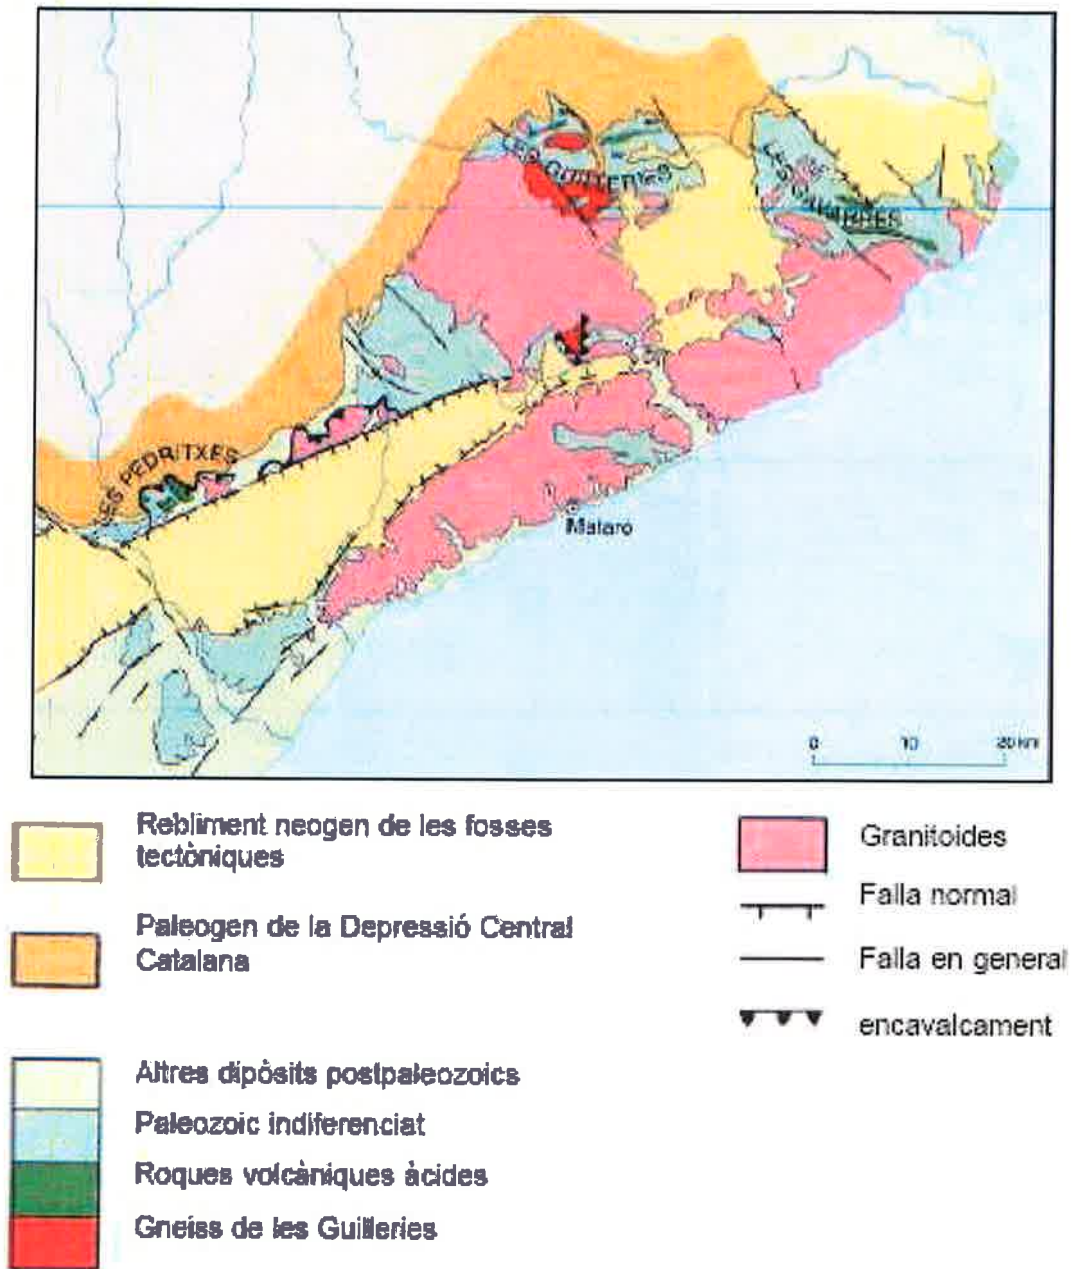 LES GUILLERIES
LES GAVARRES
LES PEDRITXES
Mataro
0 10 20 km
Rebliment neogen de les fosses
tectòniques
Paleogen de la Depressió Central
Catalana
Altres dipòsits postpaleozoics
Paleozoic indiferenciat
Roques volcàniques àcides
Gneiss de les Guilleries
Granitoides
Falla normal
Falla en general
encavalcament